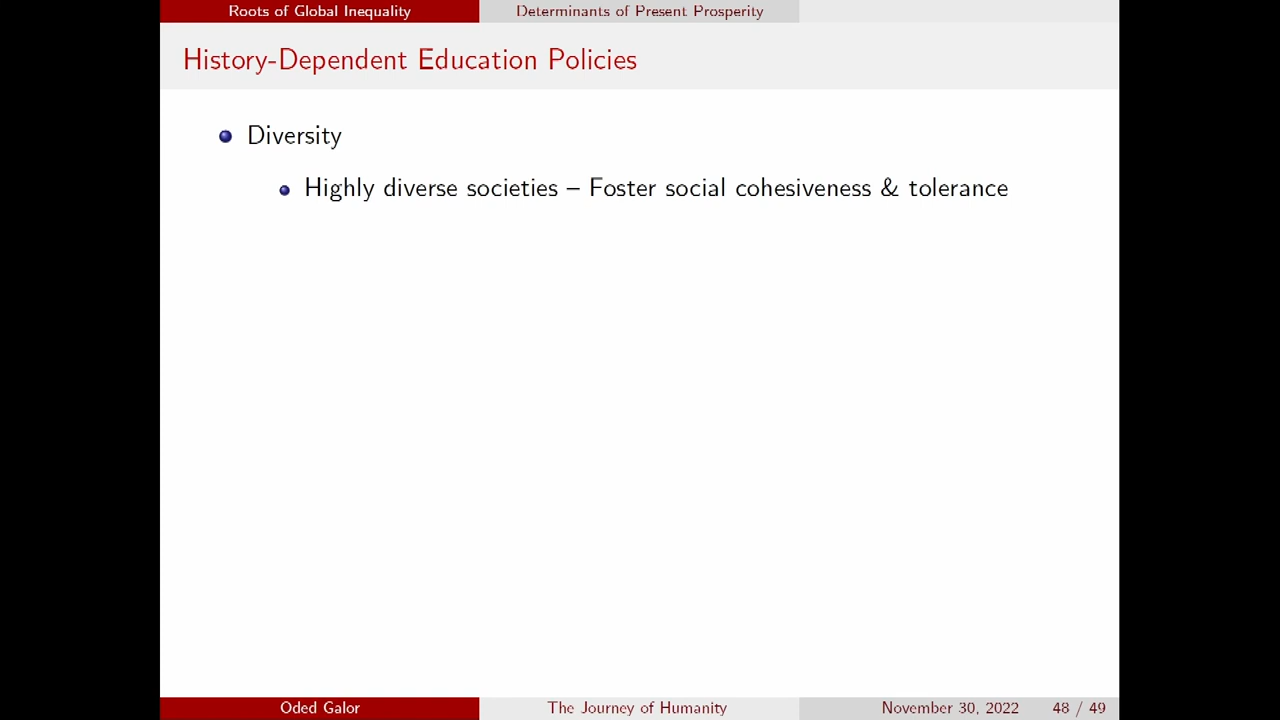 Roots of Global Inequality Determinants of Present Prosperity
History-Dependent Education Policies
Diversity
Highly diverse societies – Foster social cohesiveness & tolerance
Oded Galor The Journey of Humanity November 30, 2022 48 / 49